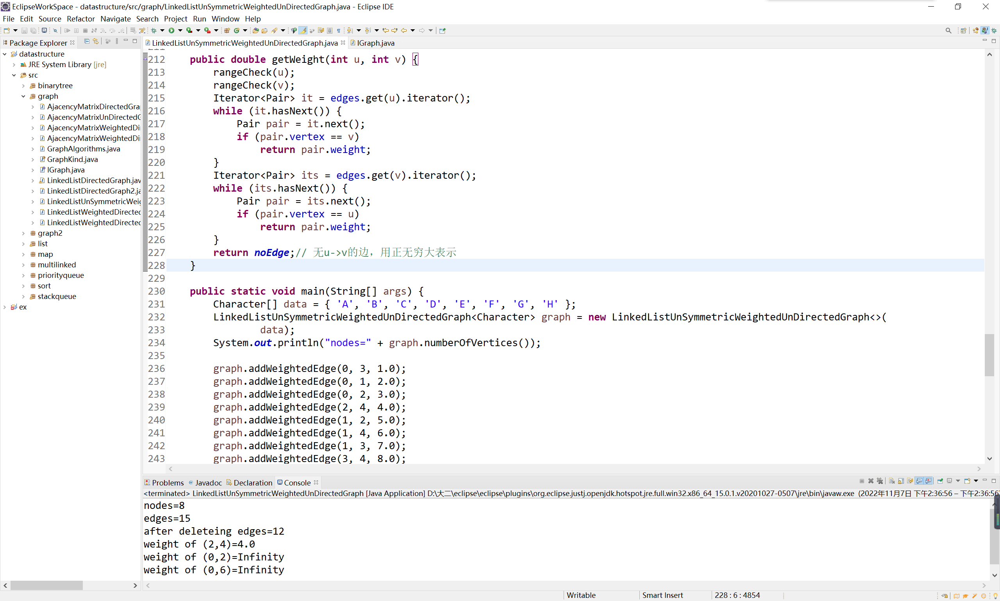 EclipseWorkSpace - datastructure/src/graph/LinkedListUnSymmetricWeightedUnDirectedGraph.java - Eclipse IDE
File Edit Source Refactor Navigate Search Project Run Window Help
Package Explorer
datastructure
JRE System Library [jre]
src
binarytree
graph
AjacencyMatrixDirectedGra
AjacencyMatrixUnDirectedG
AjacencyMatrixWeightedDi
AjacencyMatrixWeightedDi
GraphAlgorithms.java
GraphKind.java
IGraph.java
LinkedListDirectedGraph.jav
LinkedListDirectedGraph2.ja
LinkedListUnSymmetricWeig
LinkedListWeightedDirected
LinkedListWeightedDirected
graph2
list
map
multilinked
priorityqueue
sort
stackqueue
ex
LinkedListUnSymmetricWeightedUnDirectedGraph.java IGraph.java
212 public double getWeight(int u, int v) {
213 rangeCheck(u);
214 rangeCheck(v);
215 Iterator<Pair> it = edges.get(u).iterator();
216 while (it.hasNext()) {
217 Pair pair = it.next();
218 if (pair.vertex == v)
219 return pair.weight;
220 }
221 Iterator<Pair> its = edges.get(v).iterator();
222 while (its.hasNext()) {
223 Pair pair = its.next();
224 if (pair.vertex == u)
225 return pair.weight;
226 }
227 return noEdge;// 无u->v的边，用正无穷大表示
228 }
229
230 public static void main(String[] args) {
231 Character[] data = { 'A', 'B', 'C', 'D', 'E', 'F', 'G', 'H' };
232 LinkedListUnSymmetricWeightedUnDirectedGraph<Character> graph = new LinkedListUnSymmetricWeightedUnDirectedGraph<>(
233 data);
234 System.out.println("nodes=" + graph.numberOfVertices());
235
236 graph.addWeightedEdge(0, 3, 1.0);
237 graph.addWeightedEdge(0, 1, 2.0);
238 graph.addWeightedEdge(0, 2, 3.0);
239 graph.addWeightedEdge(2, 4, 4.0);
240 graph.addWeightedEdge(1, 2, 5.0);
241 graph.addWeightedEdge(1, 4, 6.0);
242 graph.addWeightedEdge(1, 3, 7.0);
243 graph.addWeightedEdge(3, 4, 8.0);
Problems Javadoc Declaration Console
<terminated> LinkedListUnSymmetricWeightedUnDirectedGraph [Java Application] D:\大二\eclipse\eclipse\plugins\org.eclipse.justj.openjdk.hotspot.jre.full.win32.x86_64_15.0.1.v20201027-0507\jre\bin\javaw.exe (2022年11月7日 下午2:36:56 – 下午2:36:56
nodes=8
edges=15
after deleteing edges=12
weight of (2,4)=4.0
weight of (0,2)=Infinity
weight of (0,6)=Infinity
Writable Smart Insert 228 : 6 : 4854